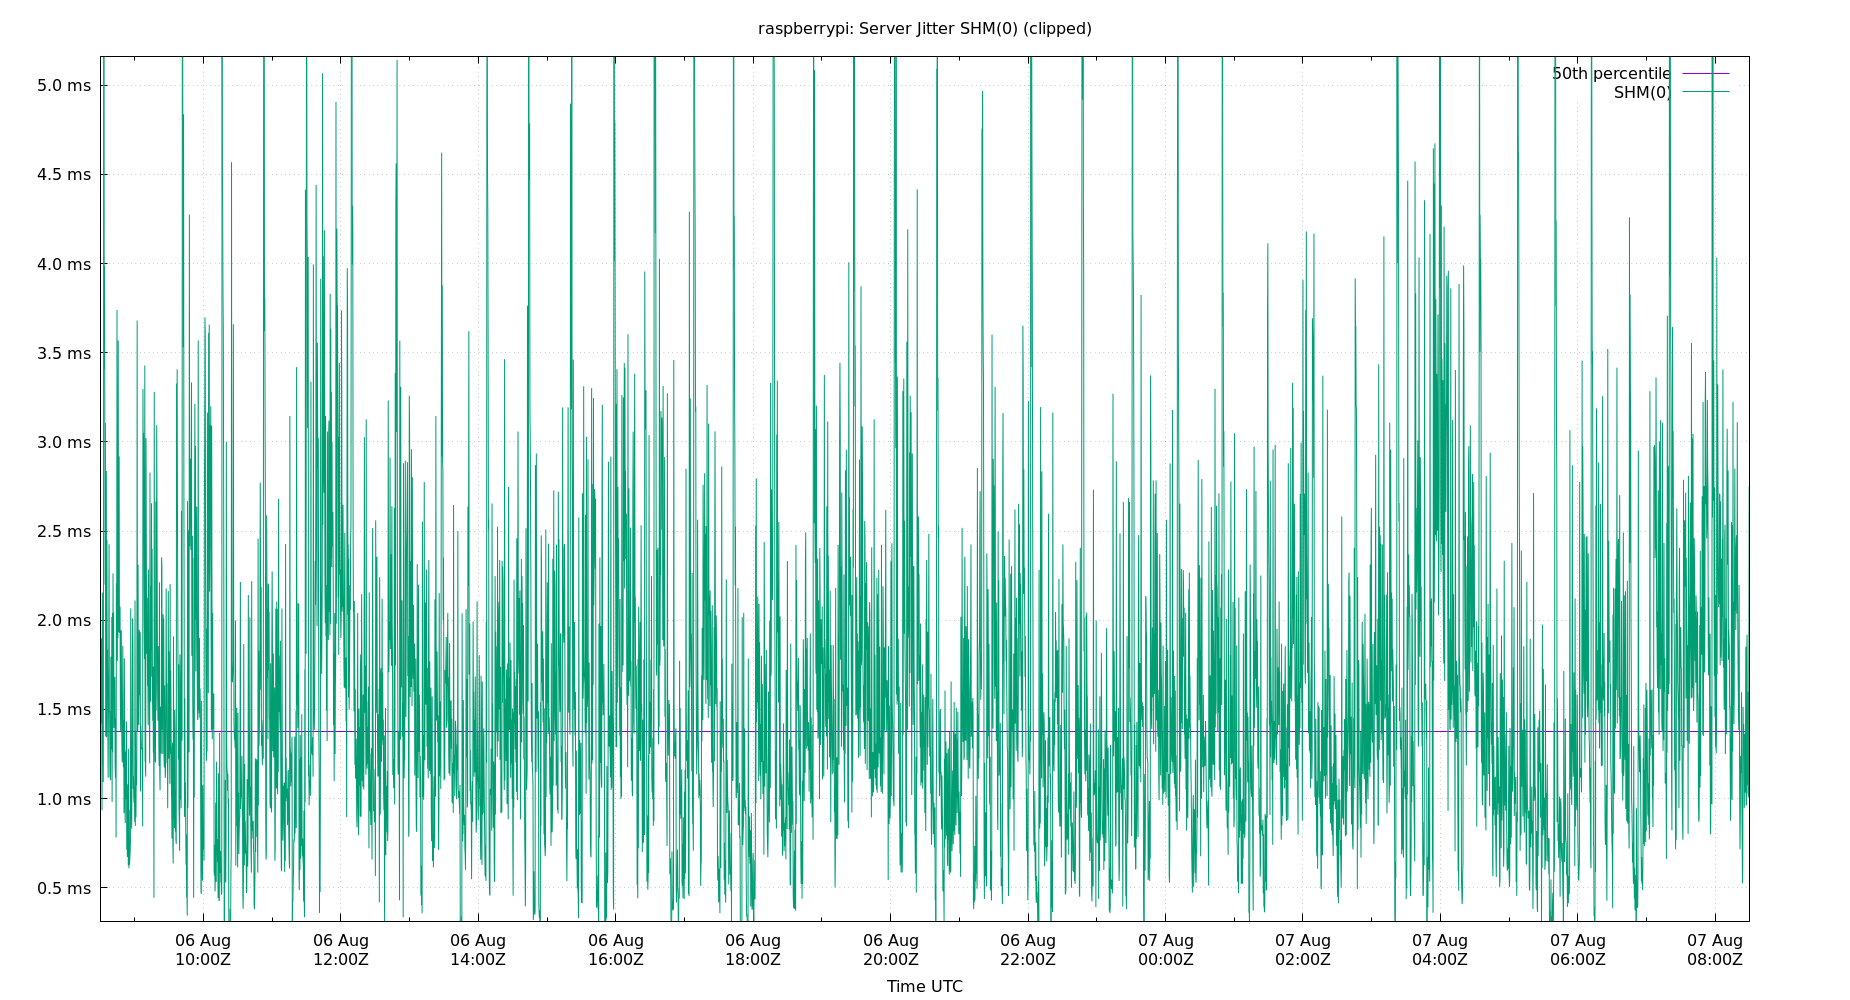 raspberrypi: Server Jitter SHM(0) (clipped)
50th percentile
SHM(0)
5.0 ms
4.5 ms
4.0 ms
3.5 ms
3.0 ms
2.5 ms
2.0 ms
1.5 ms
1.0 ms
0.5 ms
06 Aug 06 Aug 06 Aug 06 Aug 06 Aug 06 Aug 06 Aug 07 Aug 07 Aug 07 Aug 07 Aug 07 Aug
10:00Z 12:00Z 14:00Z 16:00Z 18:00Z 20:00Z 22:00Z 00:00Z 02:00Z 04:00Z 06:00Z 08:00Z
Time UTC